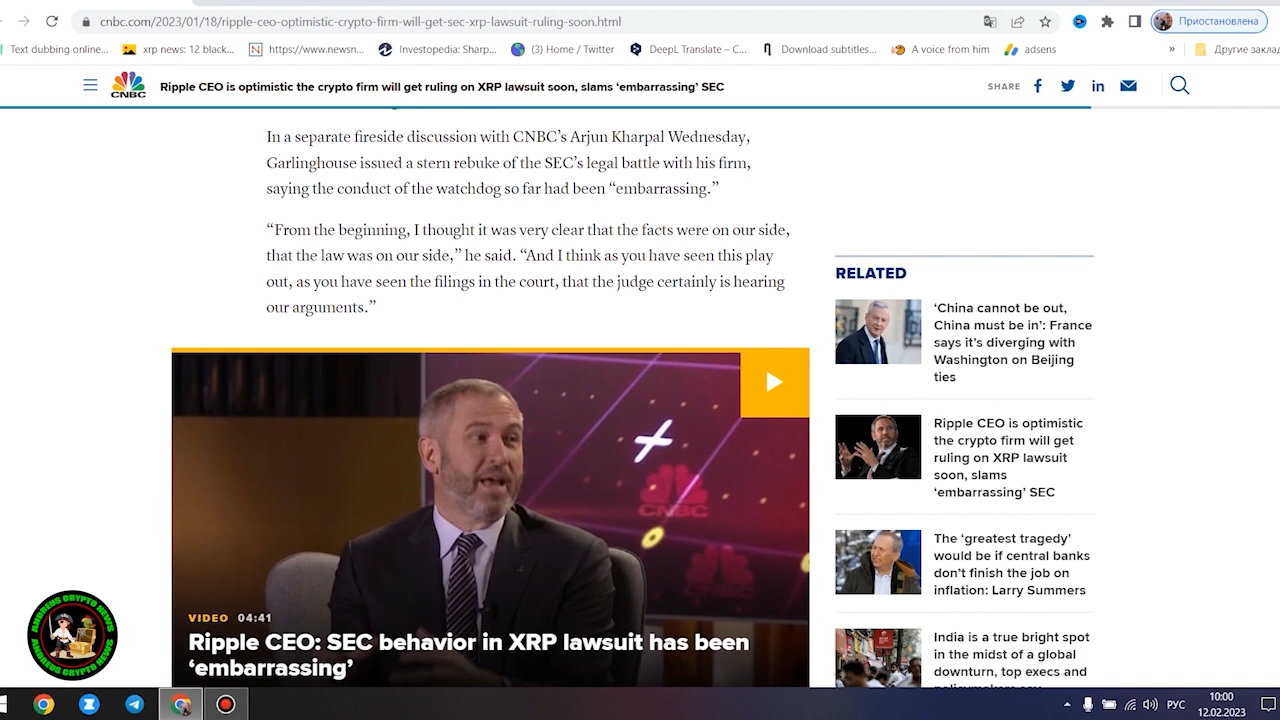 cnbc.com/2023/01/18/ripple-ceo-optimistic-crypto-firm-will-get-sec-xrp-lawsuit-ruling-soon.html
Приостановлена
Text dubbing online...
xrp news: 12 black...
https://www.newsn...
Investopedia: Sharp...
(3) Home / Twitter
DeepL Translate – C...
Download subtitles...
A voice from him
adsens
»
Другие заклад
CNBC
Ripple CEO is optimistic the crypto firm will get ruling on XRP lawsuit soon, slams ‘embarrassing’ SEC
SHARE
In a separate fireside discussion with CNBC’s Arjun Kharpal Wednesday,
Garlinghouse issued a stern rebuke of the SEC’s legal battle with his firm,
saying the conduct of the watchdog so far had been “embarrassing.”
“From the beginning, I thought it was very clear that the facts were on our side,
that the law was on our side,” he said. “And I think as you have seen this play
out, as you have seen the filings in the court, that the judge certainly is hearing
our arguments.”
CNBC
VIDEO 04:41
Ripple CEO: SEC behavior in XRP lawsuit has been
‘embarrassing’
RELATED
‘China cannot be out,
China must be in’: France
says it’s diverging with
Washington on Beijing
ties
Ripple CEO is optimistic
the crypto firm will get
ruling on XRP lawsuit
soon, slams
‘embarrassing’ SEC
The ‘greatest tragedy’
would be if central banks
don’t finish the job on
inflation: Larry Summers
India is a true bright spot
in the midst of a global
downturn, top execs and
ANDREUS CRYPTO NEWS
ANDREUS CRYPTO NEWS
РУС
10:00
12.02.2023